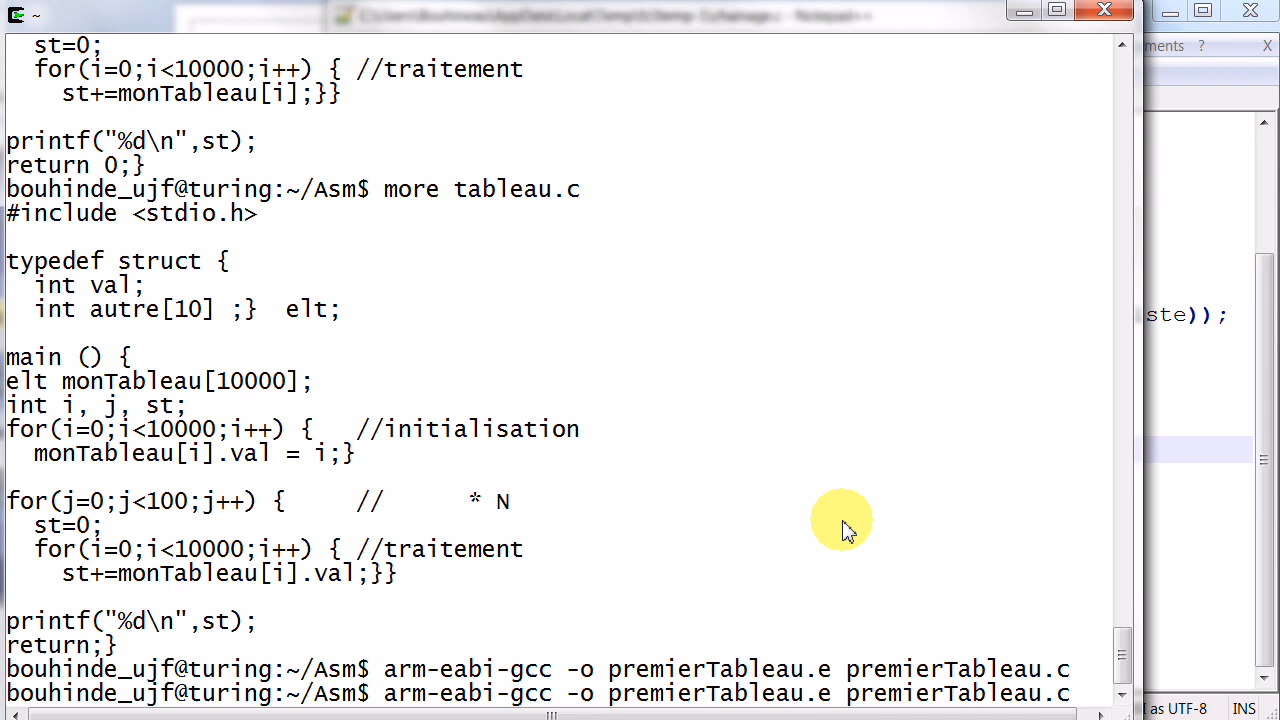 ~
st=0;
for(i=0;i<10000;i++) { //traitement
st+=monTableau[i];}}
printf("%d\n",st);
return 0;}
bouhinde_ujf@turing:~/Asm$ more tableau.c
#include <stdio.h>
typedef struct {
int val;
int autre[10] ;}  elt;
main () {
elt monTableau[10000];
int i, j, st;
for(i=0;i<10000;i++) {   //initialisation
monTableau[i].val = i;}
for(j=0;j<100;j++) {     //      * N
st=0;
for(i=0;i<10000;i++) { //traitement
st+=monTableau[i].val;}}
printf("%d\n",st);
return;}
bouhinde_ujf@turing:~/Asm$ arm-eabi-gcc -o premierTableau.e premierTableau.c
bouhinde_ujf@turing:~/Asm$ arm-eabi-gcc -o premierTableau.e premierTableau.c
ments ? X
ste));
as UTF-8 INS